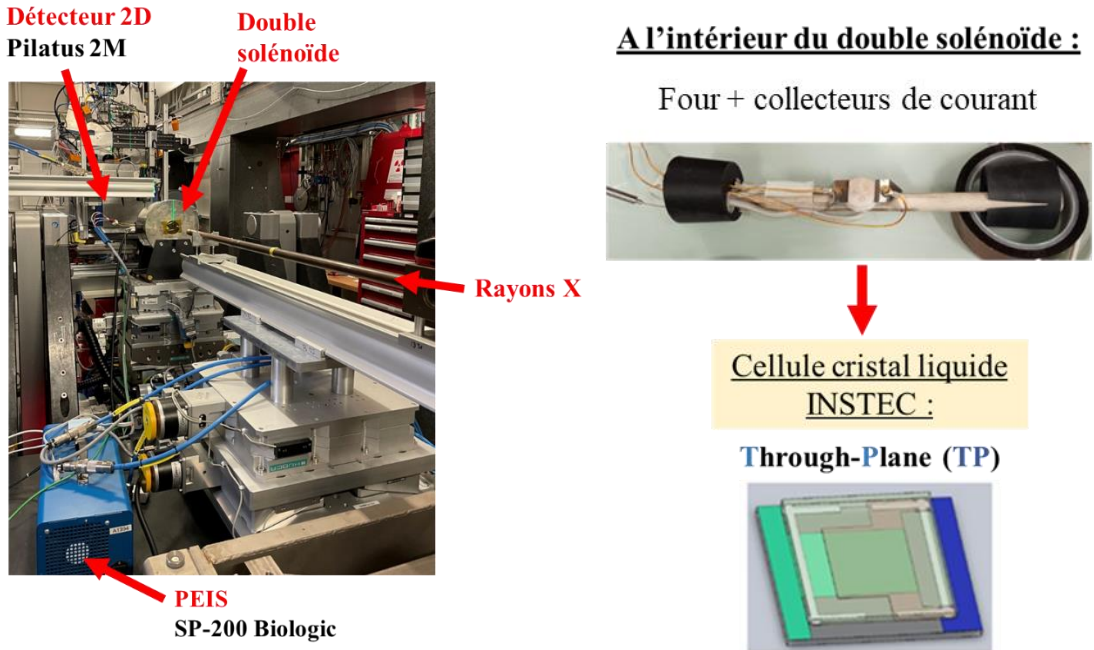 Détecteur 2D
Pilatus 2M
Double
solénoïde
Rayons X
PEIS
SP-200 Biologic
A l’intérieur du double solénoïde :
Four + collecteurs de courant
Cellule cristal liquide
INSTEC :
Through-Plane (TP)